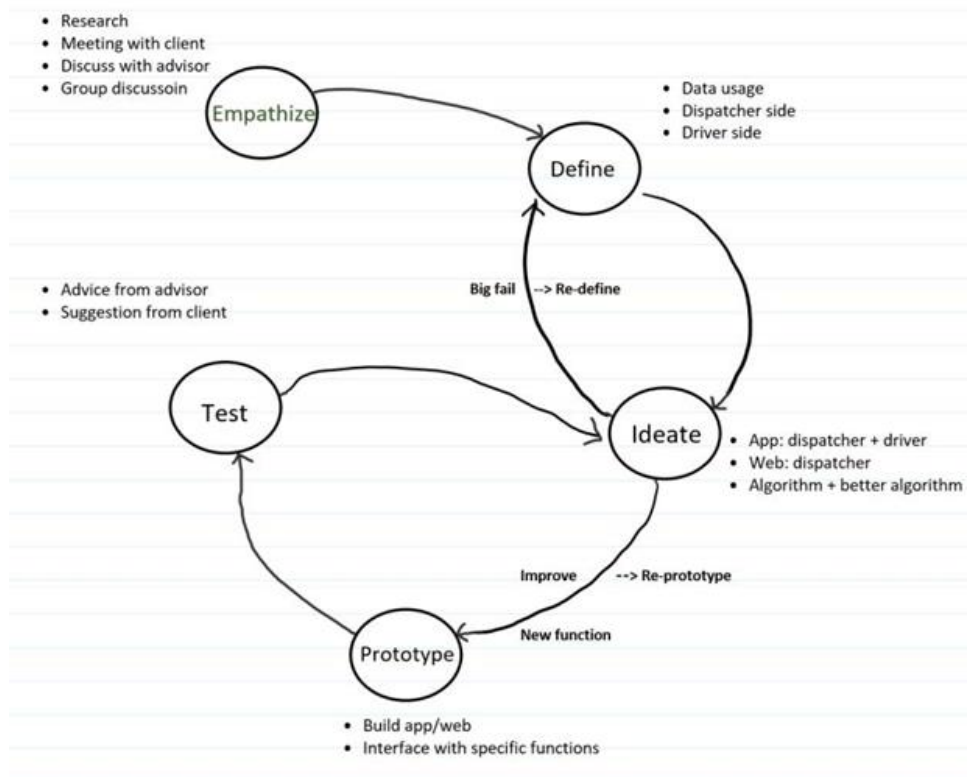 • Research
• Meeting with client
• Discuss with advisor
• Group discussoin
Empathize
• Data usage
• Dispatcher side
• Driver side
Define
Big fail --> Re-define
• Advice from advisor
• Suggestion from client
Test
Ideate
• App: dispatcher + driver
• Web: dispatcher
• Algorithm + better algorithm
Improve --> Re-prototype
New function
Prototype
• Build app/web
• Interface with specific functions